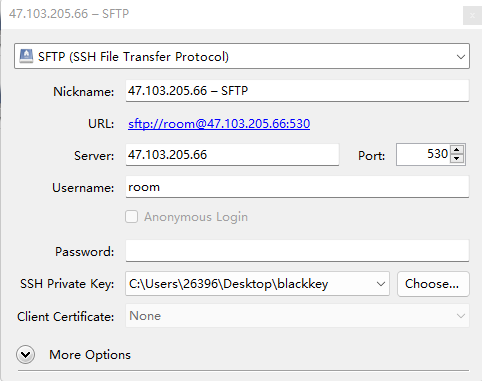 47.103.205.66 – SFTP
SFTP (SSH File Transfer Protocol)
Nickname: 47.103.205.66 – SFTP
URL: sftp://room@47.103.205.66:530
Server: 47.103.205.66 Port: 530
Username: room
Anonymous Login
Password:
SSH Private Key: C:\Users\26396\Desktop\blackkey Choose...
Client Certificate: None
More Options